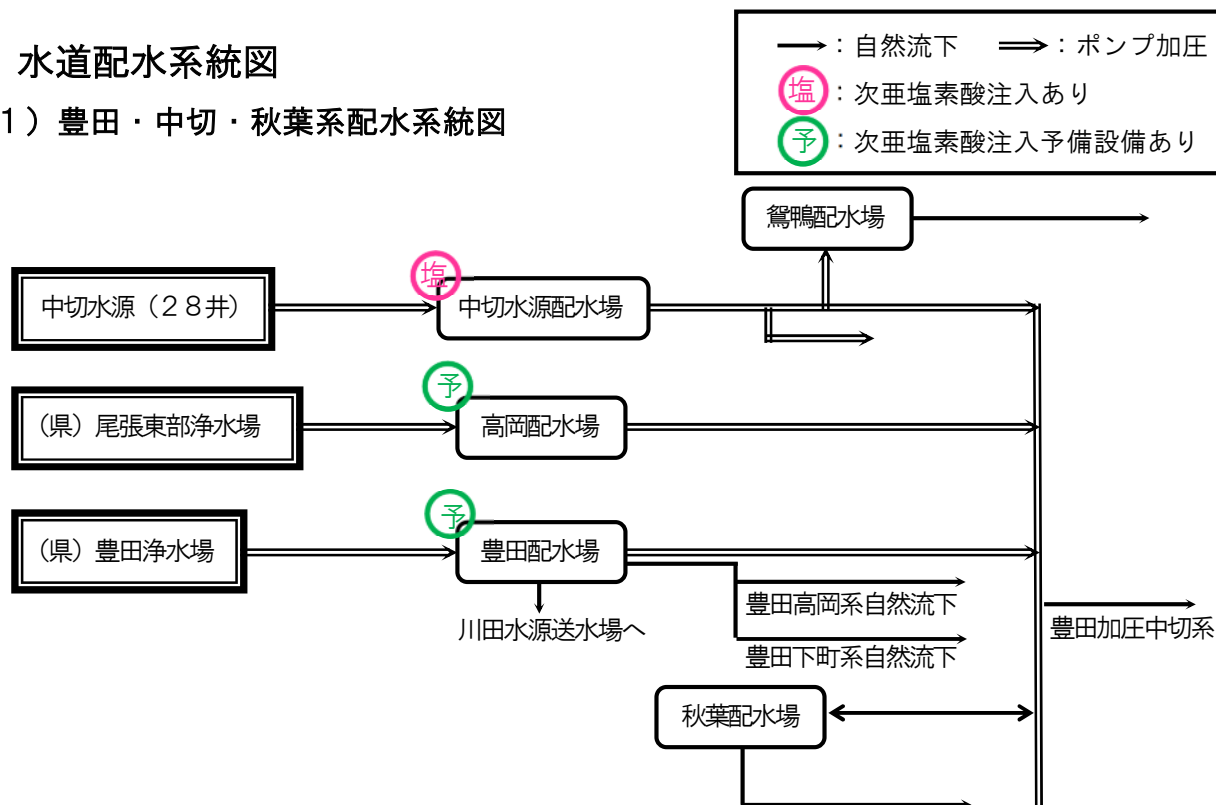 水道配水系統図
1）豊田・中切・秋葉系配水系統図
：自然流下 ：ポンプ加圧
塩：次亜塩素酸注入あり
予：次亜塩素酸注入予備設備あり
鴛鴨配水場
塩
中切水源（２８井）
中切水源配水場
予
（県）尾張東部浄水場
高岡配水場
予
（県）豊田浄水場
豊田配水場
豊田高岡系自然流下
川田水源送水場へ
豊田加圧中切系
豊田下町系自然流下
秋葉配水場